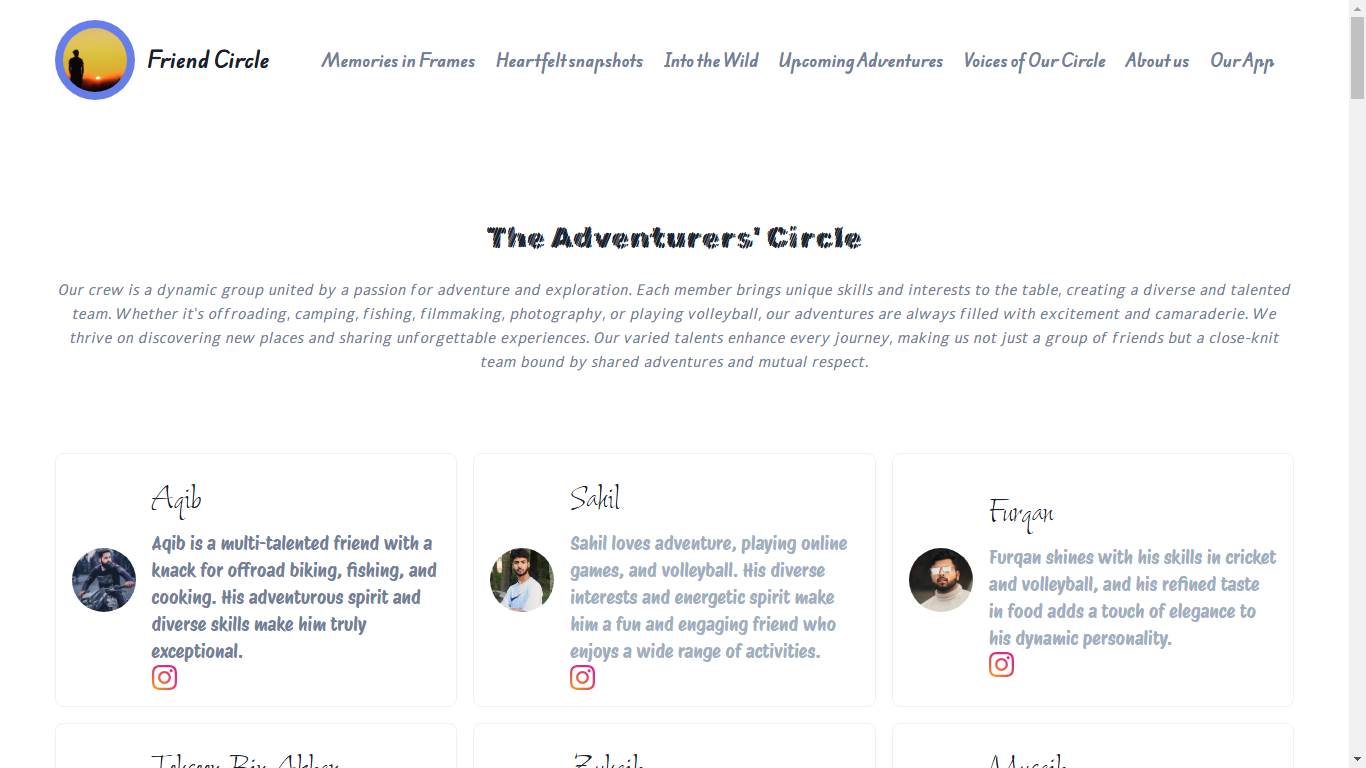 Friend Circle
Memories in Frames
Heartfelt snapshots
Into the Wild
Upcoming Adventures
Voices of Our Circle
About us
Our App
The Adventurers' Circle
Our crew is a dynamic group united by a passion for adventure and exploration. Each member brings unique skills and interests to the table, creating a diverse and talented
team. Whether it's offroading, camping, fishing, filmmaking, photography, or playing volleyball, our adventures are always filled with excitement and camaraderie. We
thrive on discovering new places and sharing unforgettable experiences. Our varied talents enhance every journey, making us not just a group of friends but a close-knit
team bound by shared adventures and mutual respect.
Aqib
Aqib is a multi-talented friend with a
knack for offroad biking, fishing, and
cooking. His adventurous spirit and
diverse skills make him truly
exceptional.
Sahil
Sahil loves adventure, playing online
games, and volleyball. His diverse
interests and energetic spirit make
him a fun and engaging friend who
enjoys a wide range of activities.
Furqan
Furqan shines with his skills in cricket
and volleyball, and his refined taste
in food adds a touch of elegance to
his dynamic personality.
Bin